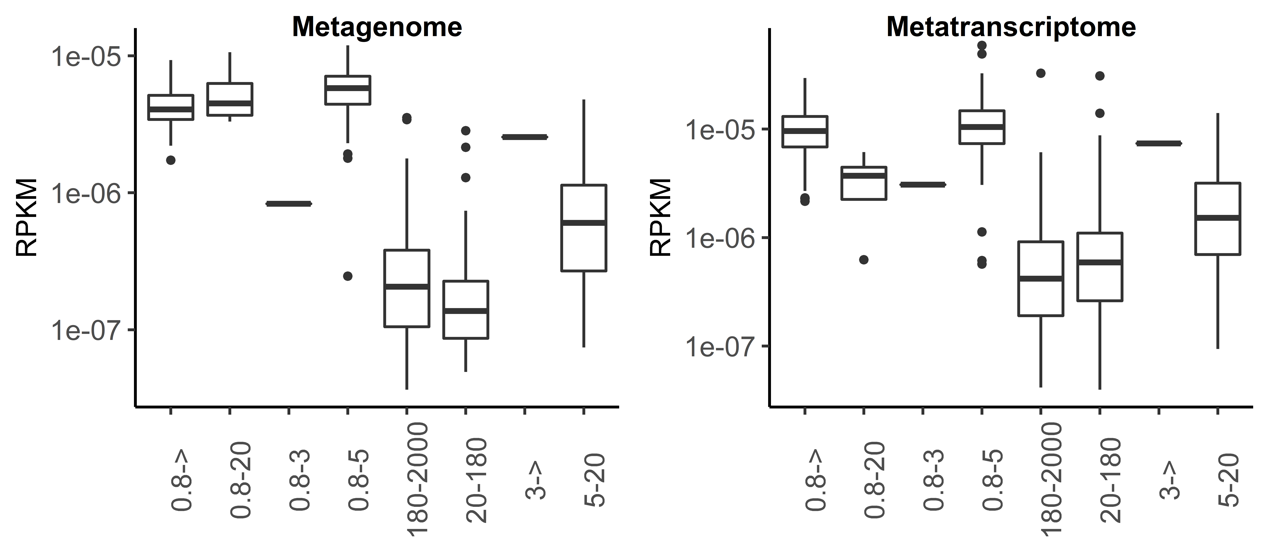 Metagenome
RPKM
1e-05
1e-06
1e-07
0.8->
0.8-20
0.8-3
0.8-5
180-2000
20-180
3->
5-20
Metatranscriptome
RPKM
1e-05
1e-06
1e-07
0.8->
0.8-20
0.8-3
0.8-5
180-2000
20-180
3->
5-20